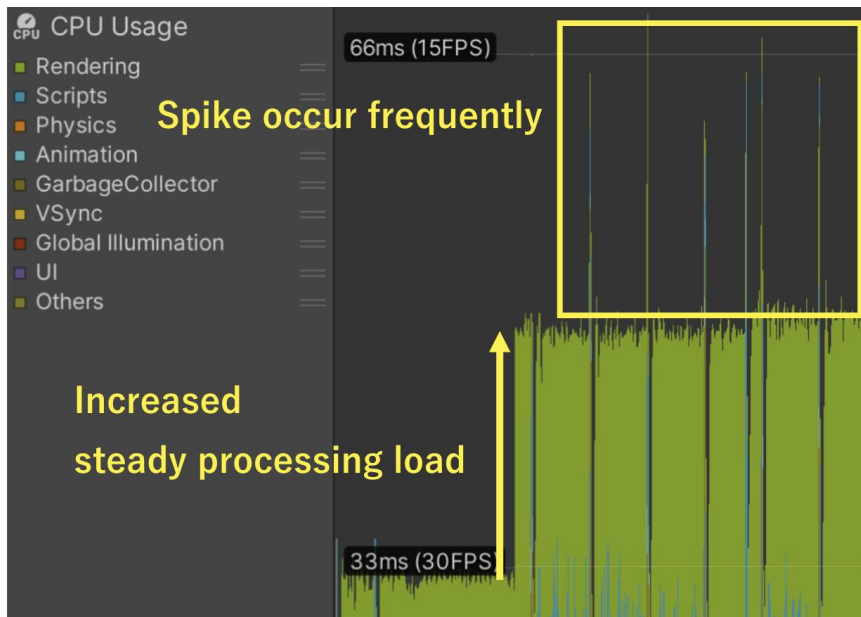 CPU CPU Usage
Rendering
Scripts
Physics
Animation
GarbageCollector
VSync
Global Illumination
UI
Others
66ms (15FPS)
Spike occur frequently
Increased
steady processing load
33ms (30FPS)